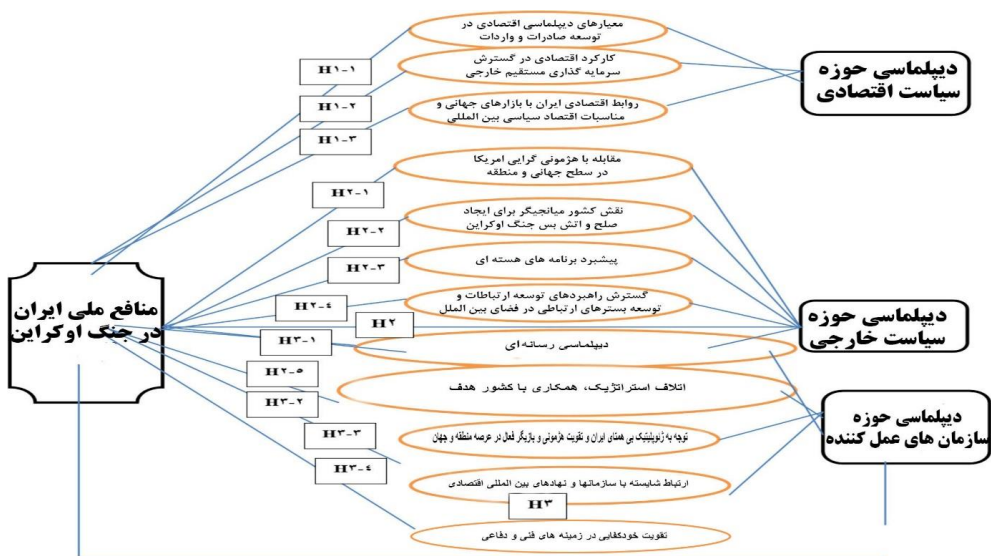 معیارهای دیپلماسی اقتصادی در
توسعه صادرات و واردات
کارکرد اقتصادی در گسترش
سرمایه گذاری مستقیم خارجی
روابط اقتصادی ایران با بازارهای جهانی و
مناسبات اقتصاد سیاسی بین المللی
دیپلماسی حوزه
سیاست اقتصادی
H۱-۱
H۱-۲
H۱-۳
مقابله با هژمونی گرایی امریکا
در سطح جهانی و منطقه
نقش کشور میانجیگر برای ایجاد
صلح و اتش بس جنگ اوکراین
پیشبرد برنامه های هسته ای
گسترش راهبردهای توسعه ارتباطات و
توسعه بسترهای ارتباطی در فضای بین الملل
دیپلماسی رسانه ای
دیپلماسی حوزه
سیاست خارجی
H۲-۱
H۲-۲
H۲-۳
H۲-۴
H۲
H۳-۱
H۲-۵
H۳-۲
H۳-۳
H۳-۴
منافع ملی ایران
در جنگ اوکراین
ائلاف استراتژیک، همکاری با کشور هدف
توجه به ژئوپلیتیک بی همتای ایران و تقویت هژمونی و بازیگر فعال در عرصه منطقه و جهان
ارتباط شایسته با سازمانها و نهادهای بین المللی اقتصادی
تقویت خودکفایی در زمینه های فنی و دفاعی
دیپلماسی حوزه
سازمان های عمل کننده
H۳